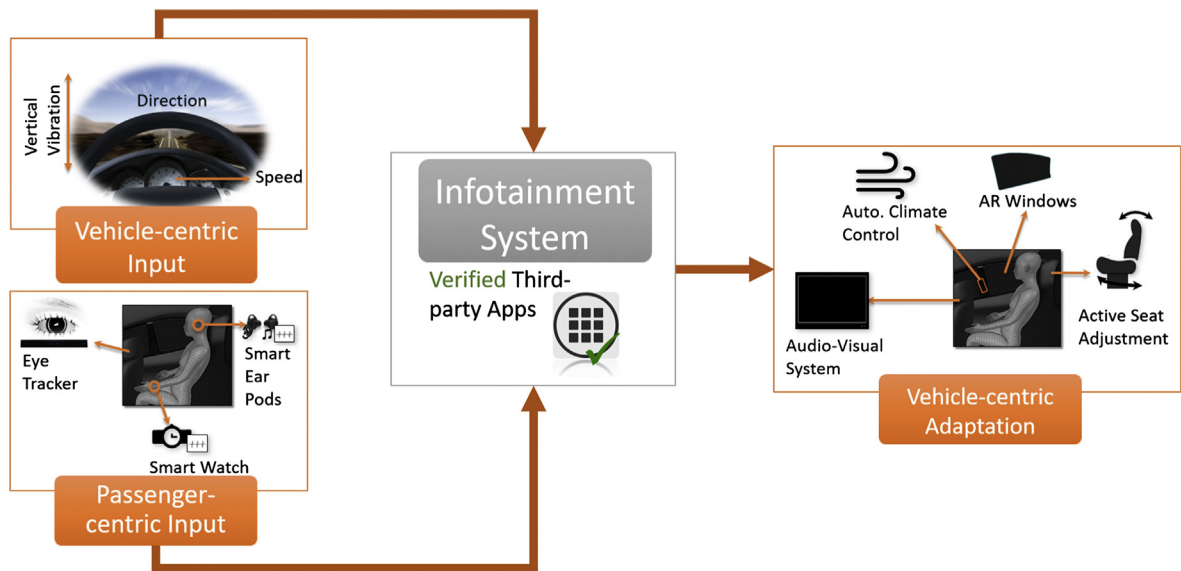 Vertical
Vibration
Direction
Speed
Vehicle-centric
Input
Eye
Tracker
Smart
Ear
Pods
Smart Watch
Passenger-
centric Input
Infotainment
System
Verified Third-
party Apps
Auto. Climate
Control
AR Windows
Audio-Visual
System
Active Seat
Adjustment
Vehicle-centric
Adaptation